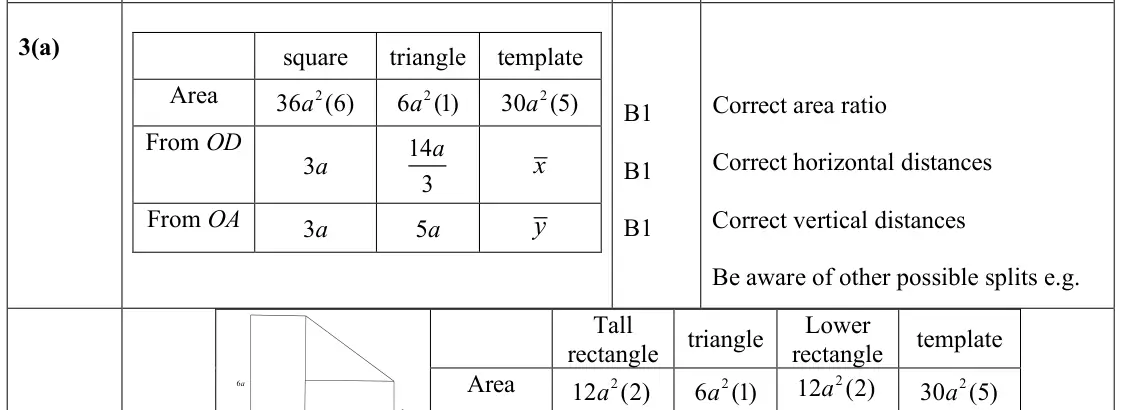 3(a)
square triangle template
Area 36a²(6) 6a²(1) 30a²(5)
From OD 3a 14a/3 x̅
From OA 3a 5a y̅
B1 Correct area ratio
B1 Correct horizontal distances
B1 Correct vertical distances
Be aware of other possible splits e.g.
6a
Tall rectangle triangle Lower rectangle template
Area 12a²(2) 6a²(1) 12a²(2) 30a²(5)